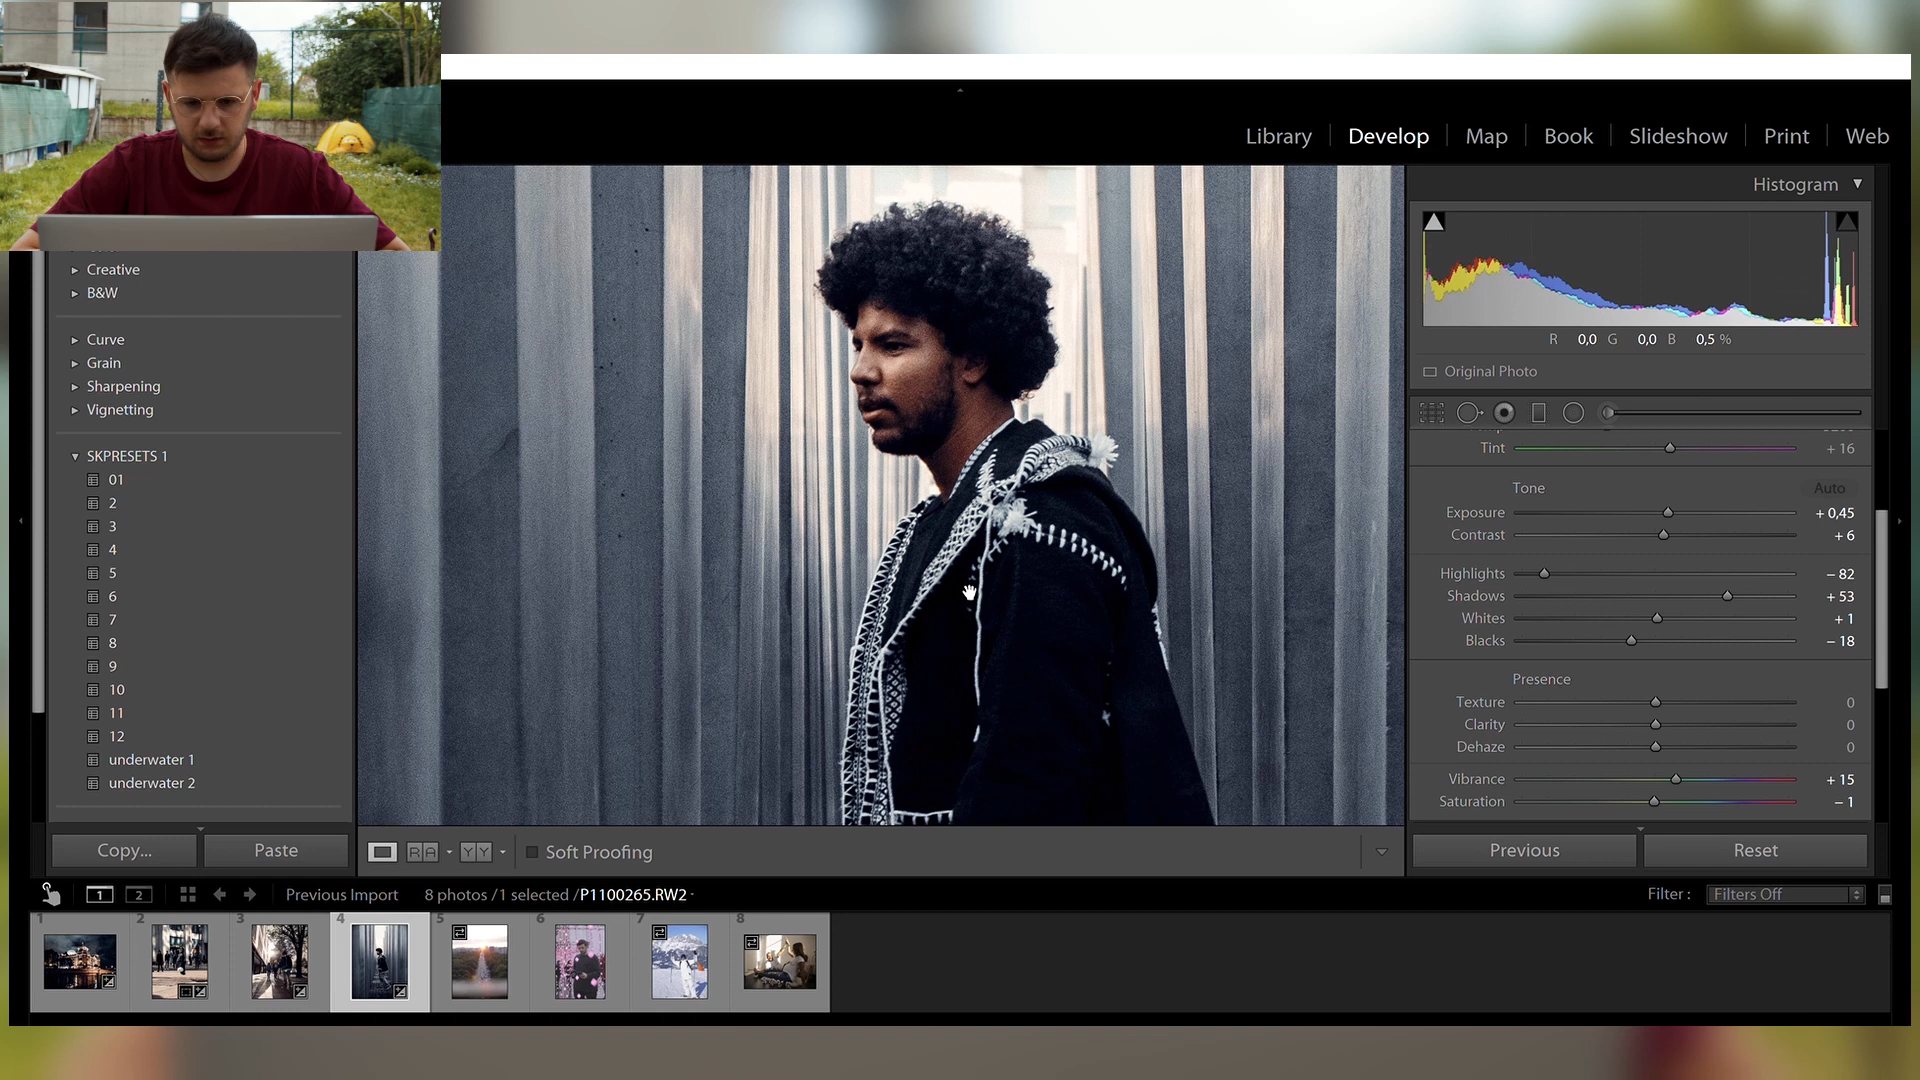 Library Develop Map Book Slideshow Print Web
Histogram
R 0,0 G 0,0 B 0,5 %
Original Photo
Tint + 16
Tone Auto
Exposure + 0,45
Contrast + 6
Highlights − 82
Shadows + 53
Whites + 1
Blacks − 18
Presence
Texture 0
Clarity 0
Dehaze 0
Vibrance + 15
Saturation − 1
Previous Reset
Creative
B&W
Curve
Grain
Sharpening
Vignetting
SKPRESETS 1
01
2
3
4
5
6
7
8
9
10
11
12
underwater 1
underwater 2
Copy... Paste
R A Y Y Soft Proofing
1 2 Previous Import 8 photos / 1 selected / P1100265.RW2
Filter : Filters Off
1 2 3 4 5 6 7 8